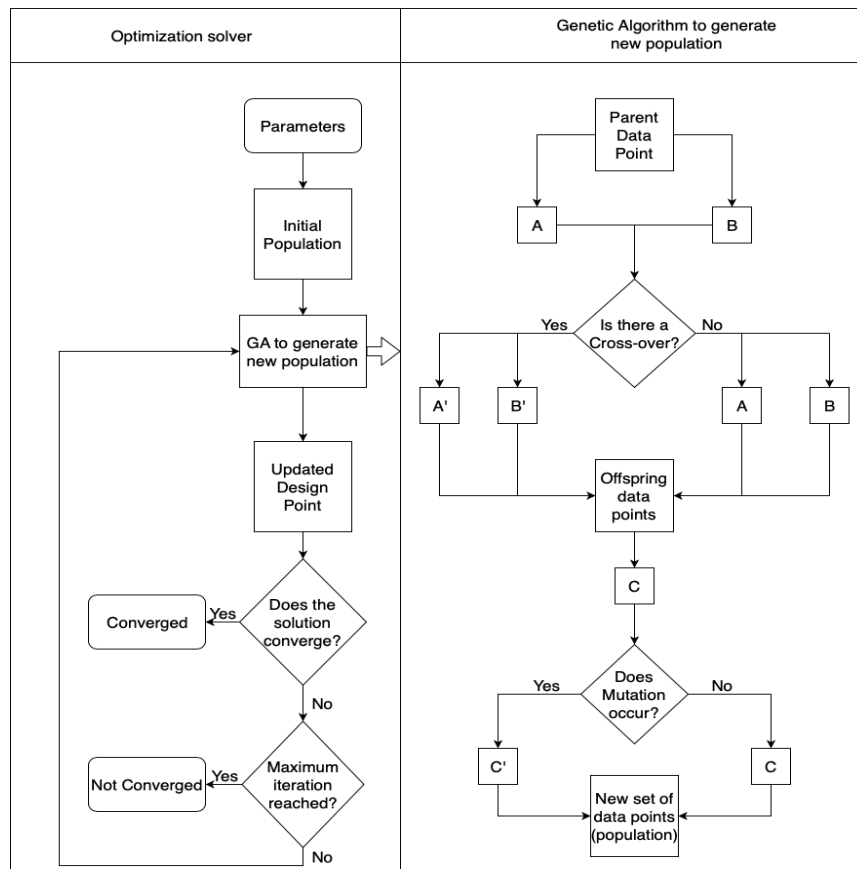 Optimization solver
Parameters
Initial
Population
GA to generate
new population
Updated
Design
Point
Does the
solution
converge?
Yes
Converged
No
Maximum
iteration
reached?
Yes
Not Converged
No
Genetic Algorithm to generate
new population
Parent
Data
Point
A
B
Is there a
Cross-over?
Yes
No
A'
B'
A
B
Offspring
data
points
C
Does
Mutation
occur?
Yes
No
C'
C
New set of
data points
(population)